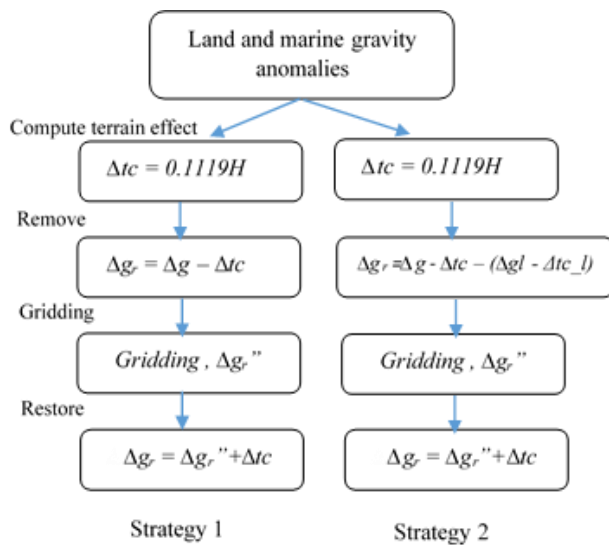 Land and marine gravity
anomalies
Compute terrain effect
Δtc = 0.1119H
Δtc = 0.1119H
Remove
Δgᵣ = Δg – Δtc
Δgᵣ =Δg - Δtc – (Δgl - Δtc_l)
Gridding
Gridding , Δgᵣ”
Gridding , Δgᵣ”
Restore
Δgᵣ = Δgᵣ”+Δtc
Δgᵣ = Δgᵣ”+Δtc
Strategy 1
Strategy 2